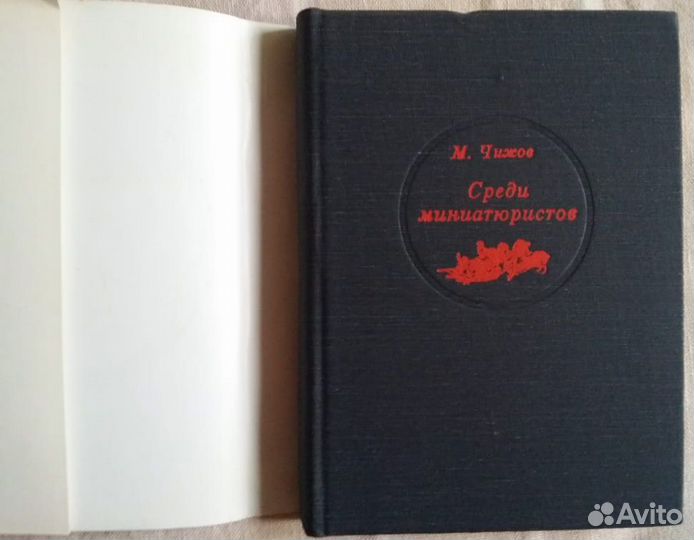 М. Чижов
Среди
миниатюристов
Avito